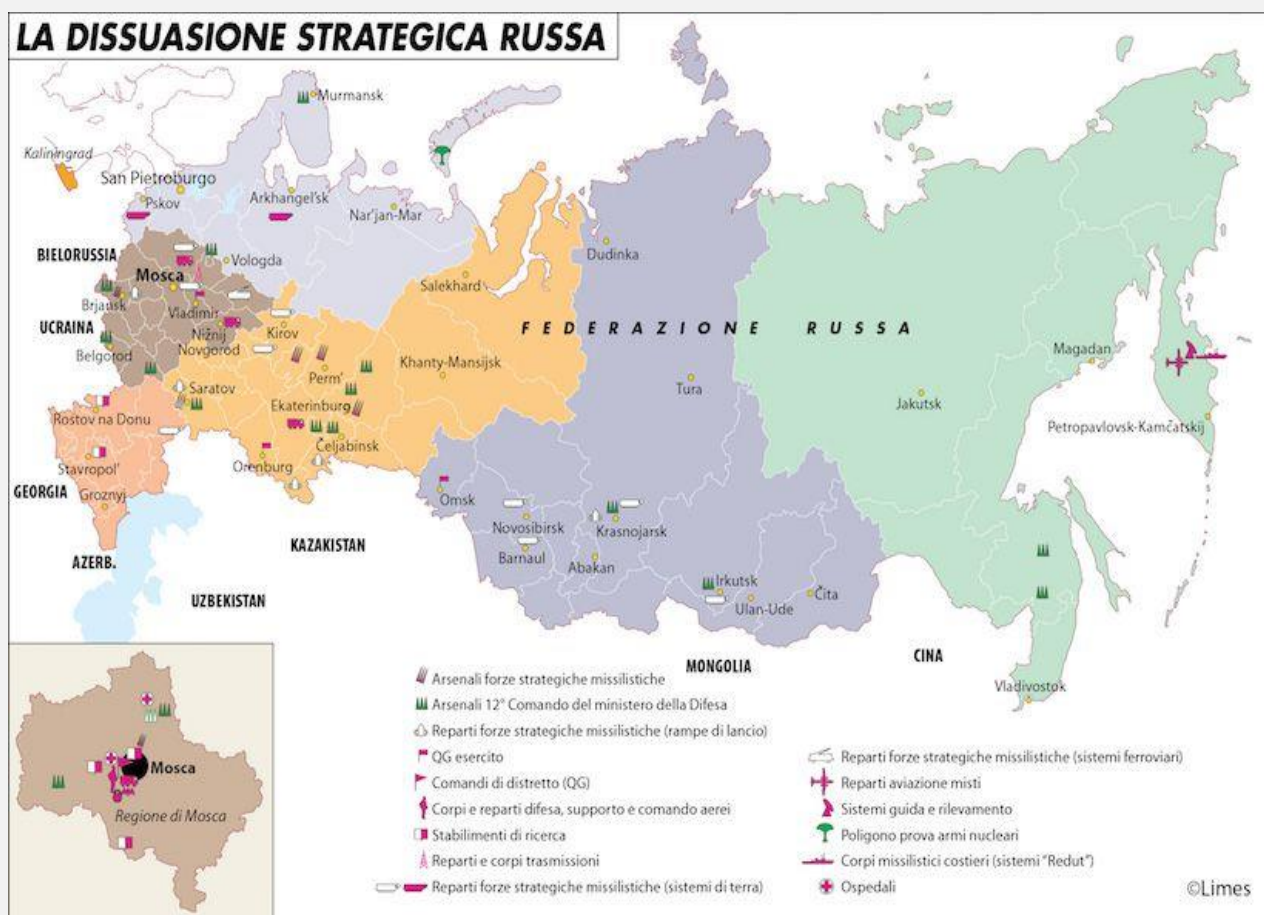 LA DISSUASIONE STRATEGICA RUSSA
Murmansk
Kaliningrad
San Pietroburgo
Pskov
Arkhangel'sk
Nar'jan-Mar
BIELORUSSIA
Vologda
Dudinka
Mosca
Salekhard
Brjansk
Vladimir
UCRAINA
Nižnij
Novgorod
Kirov
FEDERAZIONE RUSSA
Belgorod
Magadan
Perm'
Khanty-Mansijsk
Tura
Saratov
Jakutsk
Ekaterinburg
Rostov na Donu
Petropavlovsk-Kamčatskij
Čeljabinsk
Orenburg
Stavropol'
GEORGIA
Groznyj
Omsk
Novosibirsk
Krasnojarsk
KAZAKISTAN
Barnaul
AZERB.
Abakan
Irkutsk
UZBEKISTAN
Ulan-Ude
Čita
CINA
MONGOLIA
Vladivostok
Mosca
Regione di Mosca
Arsenali forze strategiche missilistiche
Arsenali 12° Comando del ministero della Difesa
Reparti forze strategiche missilistiche (rampe di lancio)
QG esercito
Comandi di distretto (QG)
Corpi e reparti difesa, supporto e comando aerei
Stabilimenti di ricerca
Reparti e corpi trasmissioni
Reparti forze strategiche missilistiche (sistemi di terra)
Reparti forze strategiche missilistiche (sistemi ferroviari)
Reparti aviazione misti
Sistemi guida e rilevamento
Poligono prova armi nucleari
Corpi missilistici costieri (sistemi "Redut")
Ospedali
©Limes